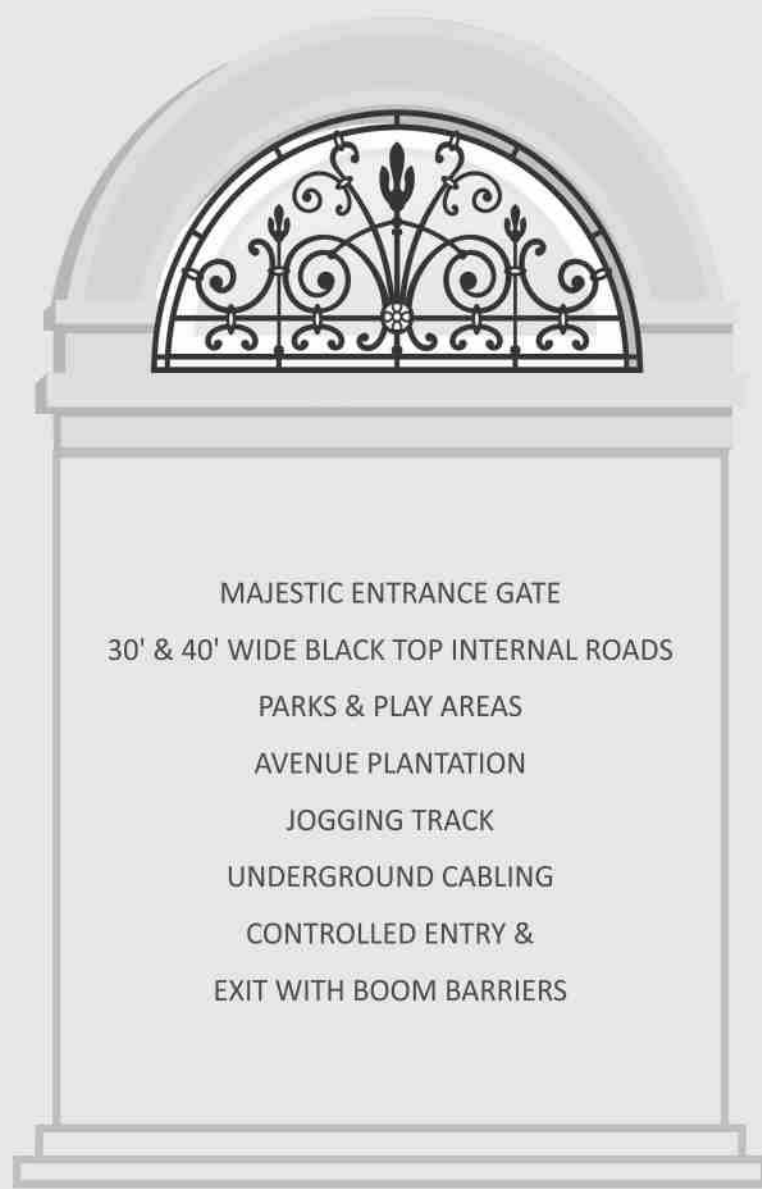 MAJESTIC ENTRANCE GATE
30' & 40' WIDE BLACK TOP INTERNAL ROADS
PARKS & PLAY AREAS
AVENUE PLANTATION
JOGGING TRACK
UNDERGROUND CABLING
CONTROLLED ENTRY &
EXIT WITH BOOM BARRIERS